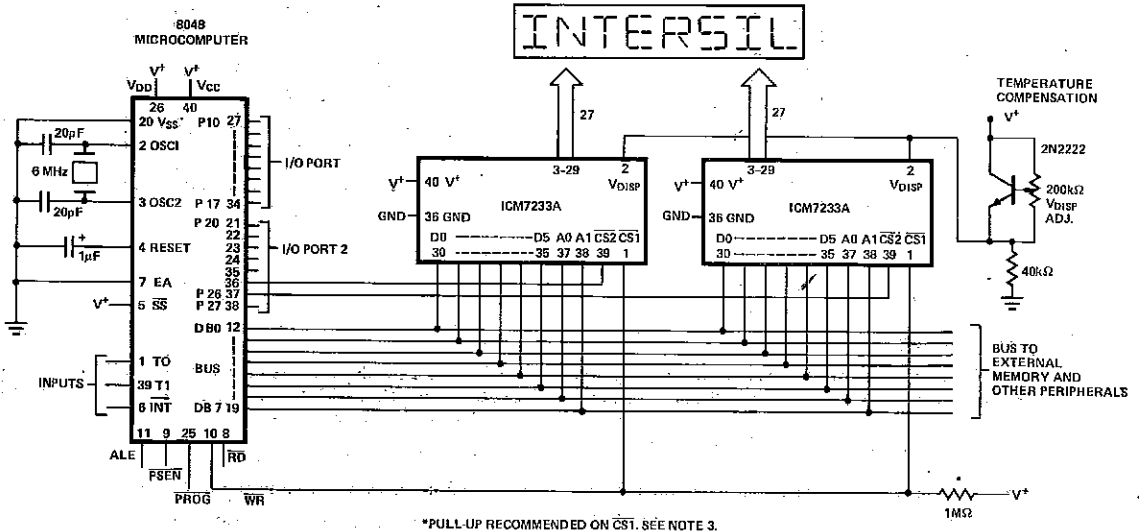 8048
MICROCOMPUTER
V+ V+
VDD VCC
26 40
20 VSS P10 27
20pF
2 OSCI
6 MHz
I/O PORT
3 OSC2 P 17 34
20pF
P 20 21
22
4 RESET 23
+
1µF
24
I/O PORT 2
35
7 EA 36
P 26 37
V+ 5 SS P 27 38
DB0 12
1 TO
BUS
INPUTS
39 T1
6 INT DB 7 19
11 9 25 10 8
ALE RD
PSEN
PROG WR
INTERSIL
27 27
3-29 2
VDISP
V+ 40 V+
ICM7233A
GND 36 GND
D0 D5 A0 A1 CS2 CS1
30 35 37 38 39 1
3-29 2
VDISP
V+ 40 V+
ICM7233A
GND 36 GND
D0 D5 A0 A1 CS2 CS1
30 35 37 38 39 1
TEMPERATURE
COMPENSATION
V+
2N2222
200kΩ
VDISP
ADJ.
40kΩ
BUS TO
EXTERNAL
MEMORY AND
OTHER PERIPHERALS
V+
1MΩ
*PULL-UP RECOMMENDED ON CS1. SEE NOTE 3.